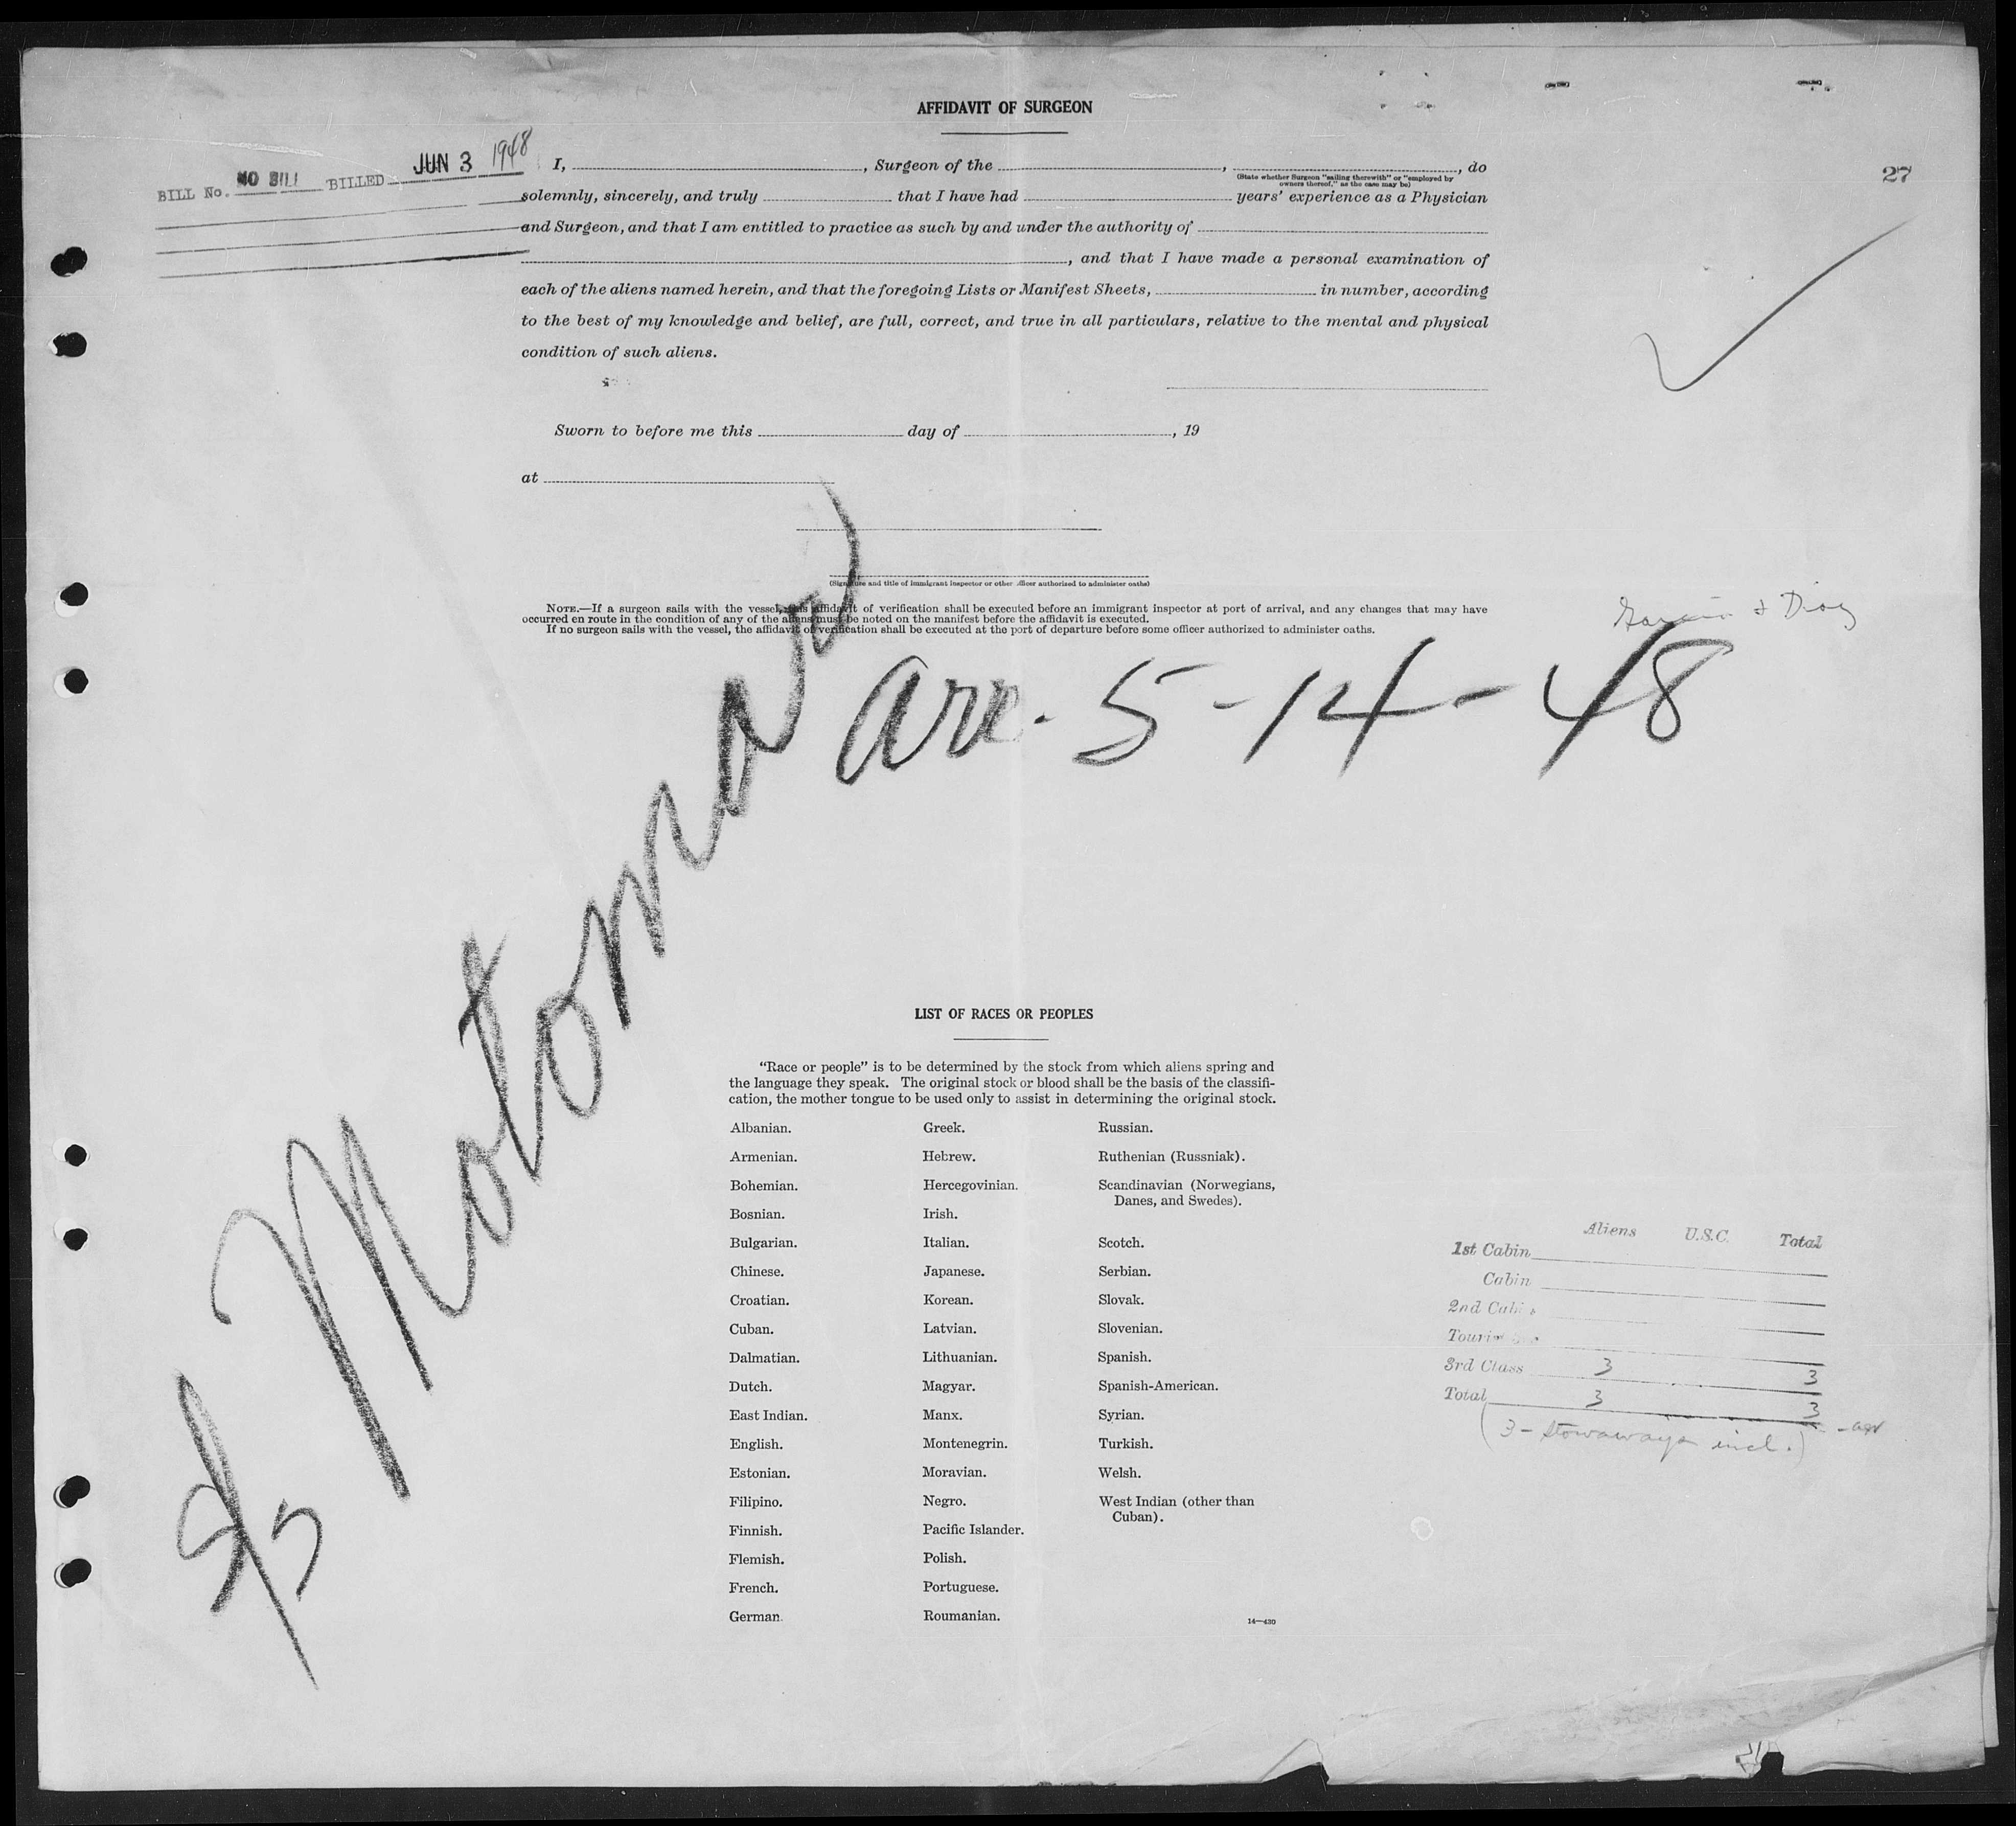 AFFIDAVIT OF SURGEON
BILL No. NO BILL BILLED JUN 3 1948
27
I, , Surgeon of the , , do
(State whether Surgeon "sailing therewith" or "employed by
owners thereof," as the case may be)
solemnly, sincerely, and truly that I have had years' experience as a Physician
and Surgeon, and that I am entitled to practice as such by and under the authority of
, and that I have made a personal examination of
each of the aliens named herein, and that the foregoing Lists or Manifest Sheets, in number, according
to the best of my knowledge and belief, are full, correct, and true in all particulars, relative to the mental and physical
condition of such aliens.
Sworn to before me this day of , 19
at
(Signature and title of immigrant inspector or other officer authorized to administer oaths)
NOTE.—If a surgeon sails with the vessel, this affidavit of verification shall be executed before an immigrant inspector at port of arrival, and any changes that may have
occurred en route in the condition of any of the aliens must be noted on the manifest before the affidavit is executed.
If no surgeon sails with the vessel, the affidavit of verification shall be executed at the port of departure before some officer authorized to administer oaths.
& Diaz
S/S Motomar
arr - 5-14-48
LIST OF RACES OR PEOPLES
"Race or people" is to be determined by the stock from which aliens spring and
the language they speak. The original stock or blood shall be the basis of the classifi-
cation, the mother tongue to be used only to assist in determining the original stock.
Albanian.
Armenian.
Bohemian.
Bosnian.
Bulgarian.
Chinese.
Croatian.
Cuban.
Dalmatian.
Dutch.
East Indian.
English.
Estonian.
Filipino.
Finnish.
Flemish.
French.
German.
Greek.
Hebrew.
Hercegovinian.
Irish.
Italian.
Japanese.
Korean.
Latvian.
Lithuanian.
Magyar.
Manx.
Montenegrin.
Moravian.
Negro.
Pacific Islander.
Polish.
Portuguese.
Roumanian.
Russian.
Ruthenian (Russniak).
Scandinavian (Norwegians,
Danes, and Swedes).
Scotch.
Serbian.
Slovak.
Slovenian.
Spanish.
Spanish-American.
Syrian.
Turkish.
Welsh.
West Indian (other than
Cuban).
14—430
Aliens U.S.C. Total
1st Cabin
Cabin
2nd Cabin
Tourist
3rd Class 3 3
Total 3 3
(3 - Stowaways incl.)